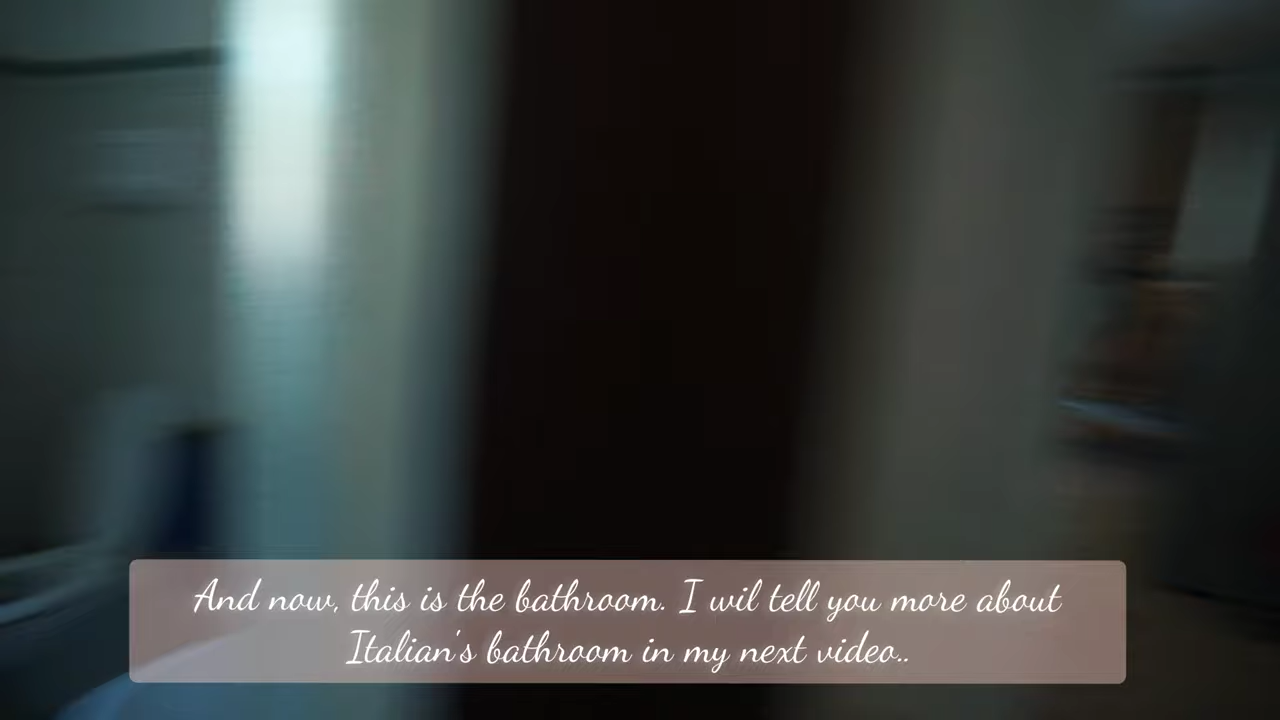 And now, this is the bathroom. I wil tell you more about
Italian's bathroom in my next video..